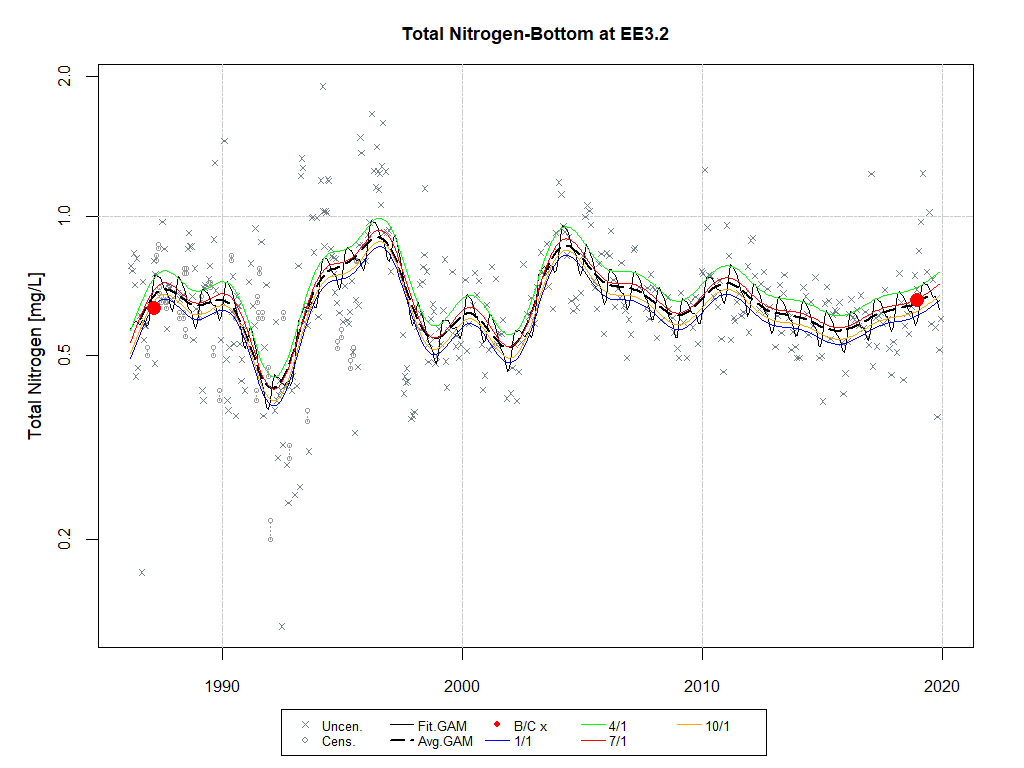 Total Nitrogen-Bottom at EE3.2
Total Nitrogen [mg/L]
2.0
1.0
0.5
0.2
1990 2000 2010 2020
Uncen. Fit.GAM B/C x 4/1 10/1
Cens. Avg.GAM 1/1 7/1